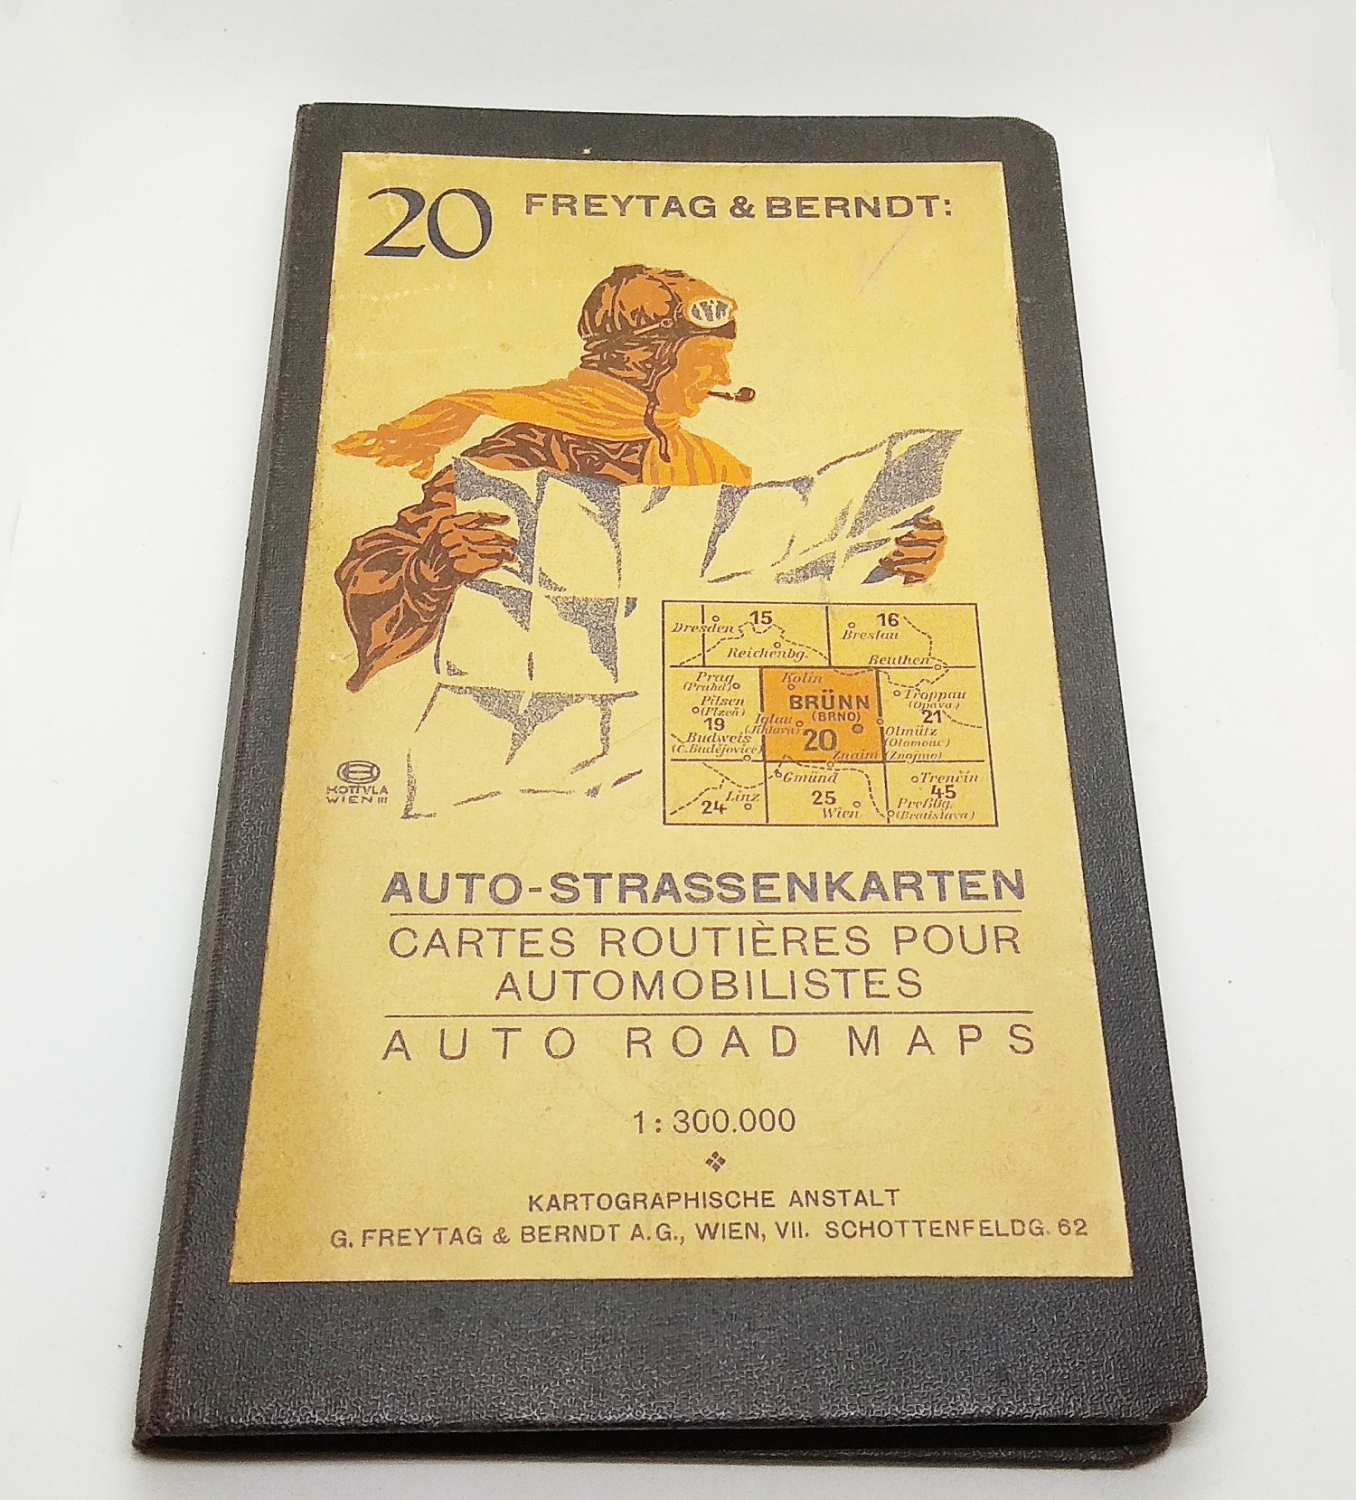 20 FREYTAG & BERNDT:
Dresden 15
Reichenbg.
16
Breslau
Beuthen
Prag
(Praha)
Pilsen
(Plzeň)
19
Budweis
(Č. Budějovice)
Kolín
BRÜNN
(BRNO)
Iglau
(Jihlava)
20
Znaim
(Znojmo)
Troppau
(Opava)
21
Olmütz
(Olomouc)
Linz
24
Gmünd
25
Wien
Trenčín
45
Preßbg.
(Bratislava)
WIEN III
AUTO-STRASSENKARTEN
CARTES ROUTIÈRES POUR
AUTOMOBILISTES
AUTO ROAD MAPS
1:300.000
KARTOGRAPHISCHE ANSTALT
G. FREYTAG & BERNDT A.G., WIEN, VII. SCHOTTENFELDG. 62